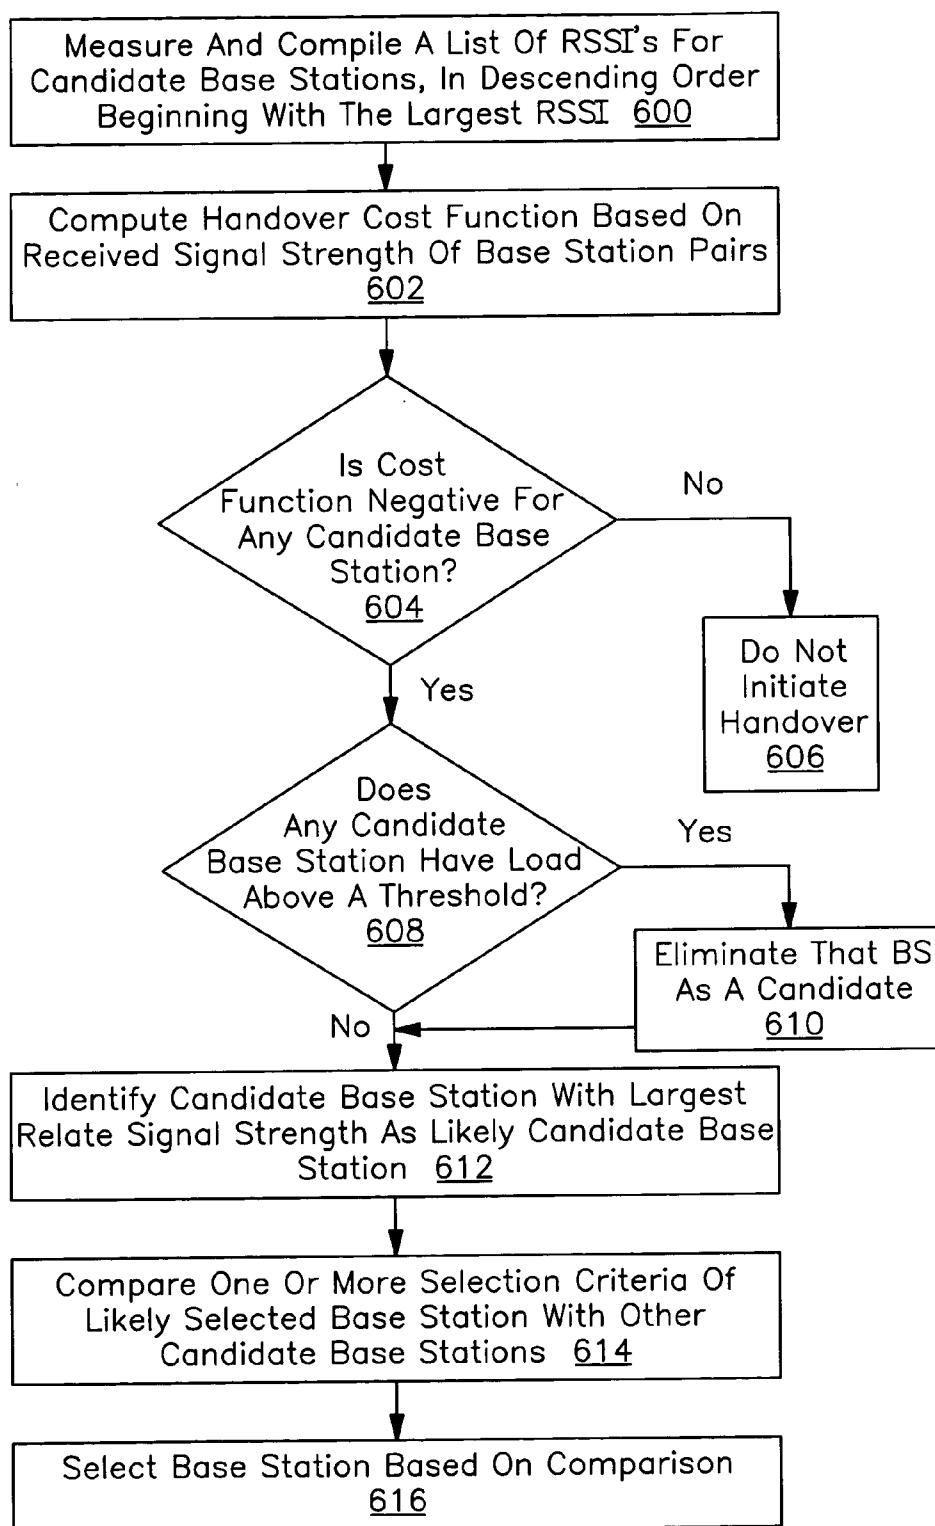 Measure And Compile A List Of RSSI's For
Candidate Base Stations, In Descending Order
Beginning With The Largest RSSI 600
Compute Handover Cost Function Based On
Received Signal Strength Of Base Station Pairs
602
Is Cost
Function Negative For
Any Candidate Base
Station?
604
No
Do Not
Initiate
Handover
606
Yes
Does
Any Candidate
Base Station Have Load
Above A Threshold?
608
Yes
Eliminate That BS
As A Candidate
610
No
Identify Candidate Base Station With Largest
Relate Signal Strength As Likely Candidate Base
Station 612
Compare One Or More Selection Criteria Of
Likely Selected Base Station With Other
Candidate Base Stations 614
Select Base Station Based On Comparison
616